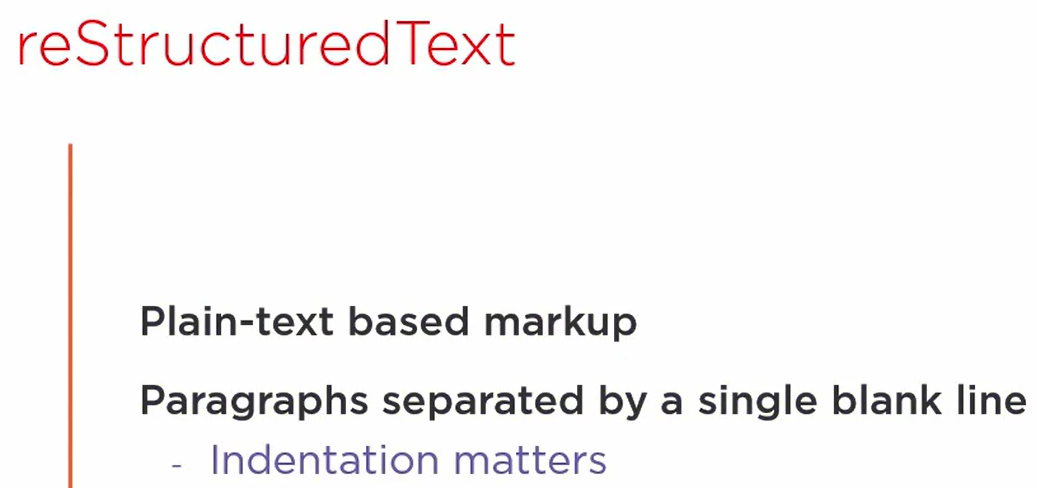 reStructuredText
Plain-text based markup
Paragraphs separated by a single blank line
- Indentation matters